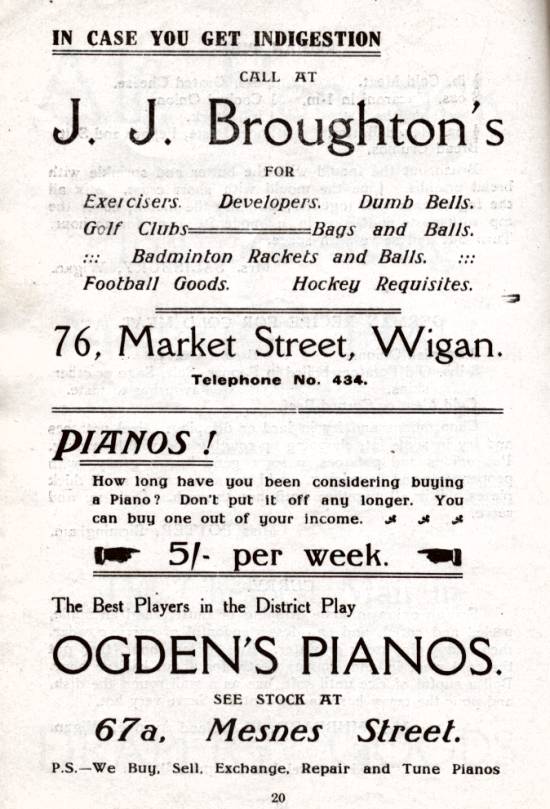 IN CASE YOU GET INDIGESTION
CALL AT
J. J. Broughton's
FOR
Exercisers. Developers. Dumb Bells.
Golf Clubs Bags and Balls.
::: Badminton Rackets and Balls. :::
Football Goods. Hockey Requisites.
76, Market Street, Wigan.
Telephone No. 434.
PIANOS !
How long have you been considering buying
a Piano? Don't put it off any longer. You
can buy one out of your income.
5/- per week.
The Best Players in the District Play
OGDEN'S PIANOS.
SEE STOCK AT
67a, Mesnes Street.
P.S.—We Buy, Sell, Exchange, Repair and Tune Pianos
20